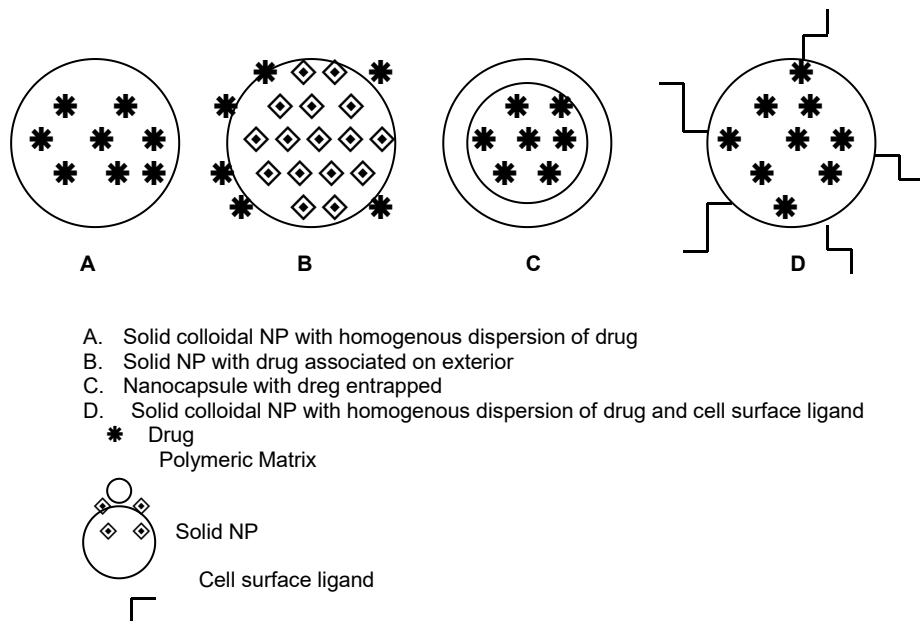 A B C D
A. Solid colloidal NP with homogenous dispersion of drug
B. Solid NP with drug associated on exterior
C. Nanocapsule with dreg entrapped
D. Solid colloidal NP with homogenous dispersion of drug and cell surface ligand
Drug
Polymeric Matrix
Solid NP
Cell surface ligand